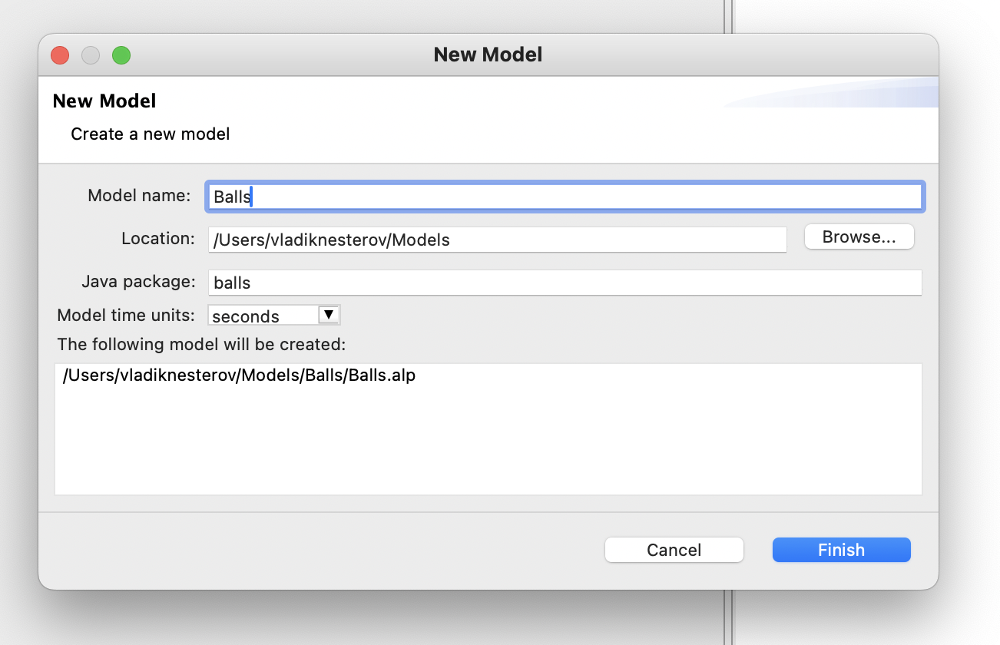 New Model
New Model
Create a new model
Model name: Balls
Location: /Users/vladiknesterov/Models Browse...
Java package: balls
Model time units: seconds
The following model will be created:
/Users/vladiknesterov/Models/Balls/Balls.alp
Cancel Finish